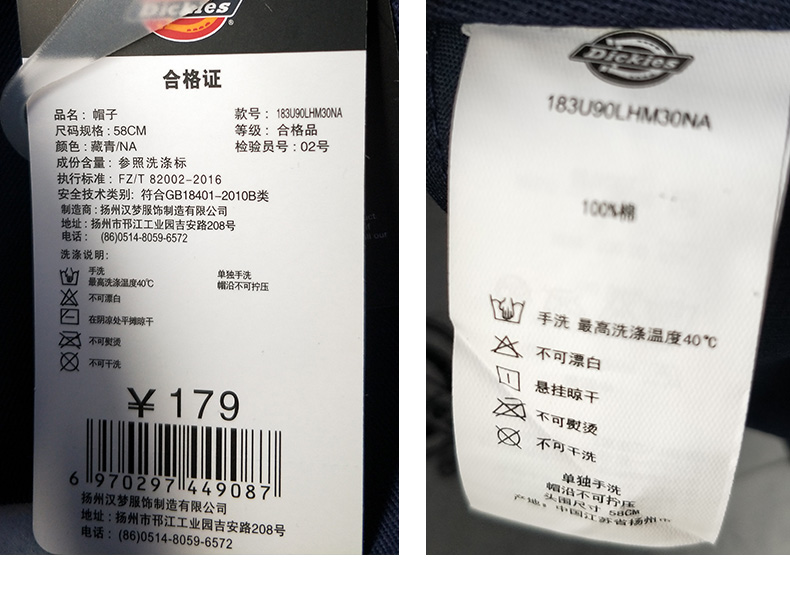 Dickies
合格证
品名：帽子
款号：183U90LHM30NA
尺码规格：58CM
等级：合格品
颜色：藏青/NA
检验员号：02号
成份含量：参照洗涤标
执行标准：FZ/T 82002-2016
安全技术类别：符合GB18401-2010B类
制造商：扬州汉梦服饰制造有限公司
地址：扬州市邗江工业园吉安路208号
电话：(86)0514-8059-6572
洗涤说明：
手洗
最高洗涤温度40℃
单独手洗
帽沿不可拧压
不可漂白
在阴凉处平摊晾干
不可熨烫
不可干洗
￥179
6 970297 449087
扬州汉梦服饰制造有限公司
地址：扬州市邗江工业园吉安路208号
电话：(86)0514-8059-6572
Dickies
183U90LHM30NA
100%棉
手洗 最高洗涤温度40℃
不可漂白
悬挂晾干
不可熨烫
不可干洗
单独手洗
帽沿不可拧压
头围尺寸 58CM
产地：中国江苏省扬州市